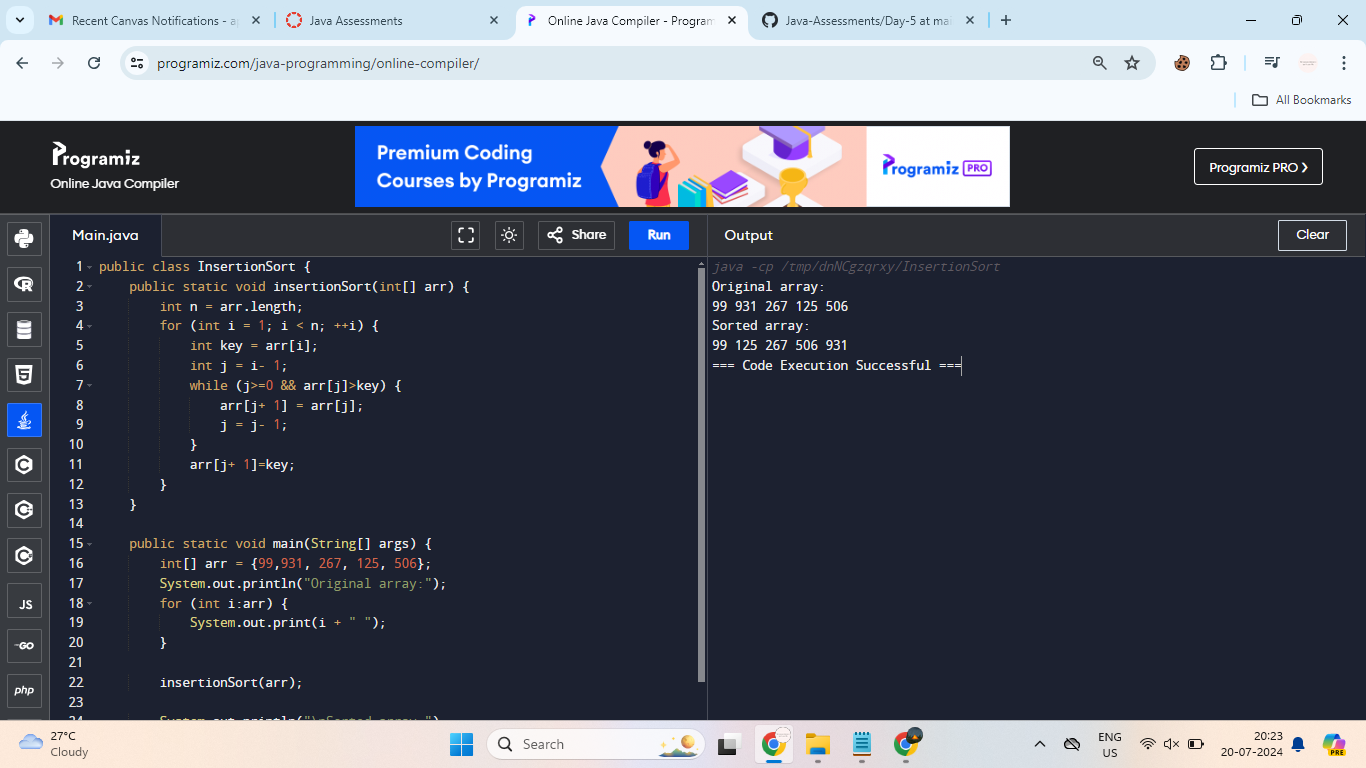 Recent Canvas Notifications - a
Java Assessments
Online Java Compiler - Program
Java-Assessments/Day-5 at mai
programiz.com/java-programming/online-compiler/
All Bookmarks
Programiz
Online Java Compiler
Premium Coding
Courses by Programiz
Programiz PRO
Programiz PRO >
Main.java
Share
Run
Output
Clear
1 public class InsertionSort {
2 public static void insertionSort(int[] arr) {
3 int n = arr.length;
4 for (int i = 1; i < n; ++i) {
5 int key = arr[i];
6 int j = i- 1;
7 while (j>=0 && arr[j]>key) {
8 arr[j+ 1] = arr[j];
9 j = j- 1;
10 }
11 arr[j+ 1]=key;
12 }
13 }
14
15 public static void main(String[] args) {
16 int[] arr = {99,931, 267, 125, 506};
17 System.out.println("Original array:");
18 for (int i:arr) {
19 System.out.print(i + " ");
20 }
21
22 insertionSort(arr);
23
24 System.out.println("\nSorted array:")
java -cp /tmp/dnNCgzqrxy/InsertionSort
Original array:
99 931 267 125 506
Sorted array:
99 125 267 506 931
=== Code Execution Successful ===
JS
GO
php
27°C
Cloudy
Search
ENG
US
20:23
20-07-2024
PRE